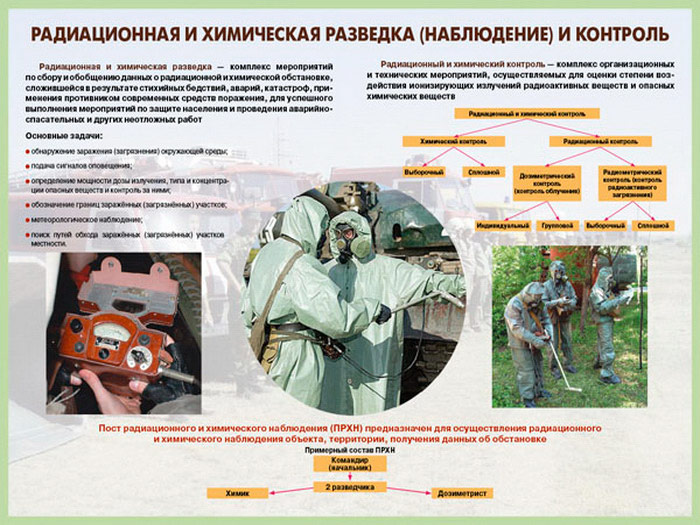 РАДИАЦИОННАЯ И ХИМИЧЕСКАЯ РАЗВЕДКА (НАБЛЮДЕНИЕ) И КОНТРОЛЬ
Радиационная и химическая разведка — комплекс мероприятий
по сбору и обобщению данных о радиационной и химической обстановке,
сложившейся в результате стихийных бедствий, аварий, катастроф, при-
менения противником современных средств поражения, для успешного
выполнения мероприятий по защите населения и проведения аварийно-
спасательных и других неотложных работ
Основные задачи:
обнаружение заражения (загрязнения) окружающей среды;
подача сигналов оповещения;
определение мощности дозы излучения, типа и концентра-
ции опасных веществ и контроль за ними;
обозначение границ заражённых (загрязнённых) участков;
метеорологическое наблюдение;
поиск путей обхода заражённых (загрязнённых) участков
местности.
Радиационный и химический контроль — комплекс организационных
и технических мероприятий, осуществляемых для оценки степени воз-
действия ионизирующих излучений радиоактивных веществ и опасных
химических веществ
Радиационный и химический контроль
Химический контроль
Радиационный контроль
Выборочный
Сплошной
Дозиметрический
контроль
(контроль облучения)
Радиометрический
контроль (контроль
радиоактивного
загрязнения)
Индивидуальный
Групповой
Выборочный
Сплошной
Пост радиационного и химического наблюдения (ПРХН) предназначен для осуществления радиационного
и химического наблюдения объекта, территории, получения данных об обстановке
Примерный состав ПРХН
Командир
(начальник)
2 разведчика
Химик
Дозиметрист